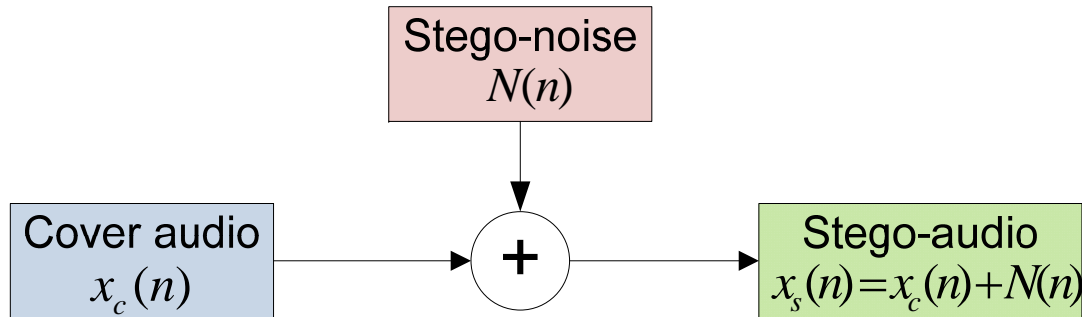 Stego-noise
N(n)
Cover audio
x_c(n)
+
Stego-audio
x_s(n)=x_c(n)+N(n)